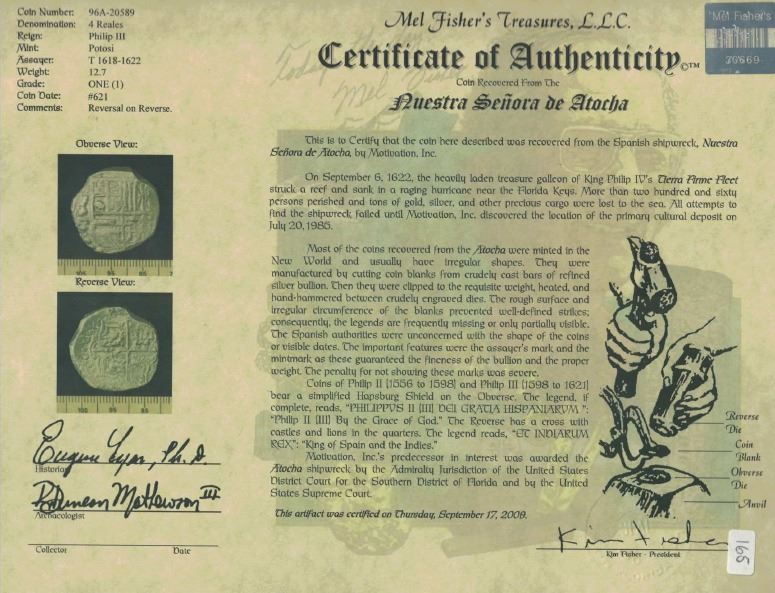 Coin Number: 96A-20589
Denomination: 4 Reales
Reign: Philip III
Mint: Potosi
Assayer: T 1618-1622
Weight: 12.7
Grade: ONE (1)
Coin Date: #621
Comments: Reversal on Reverse.
Obverse View:
Reverse View:
Historian
Archaeologist
Collector Date
Mel Fisher's Treasures, L.L.C.
Certificate of Authenticity ©™
Coin Recovered From The
Nuestra Señora de Atocha
"Mel Fisher's
70669
This is to Certify that the coin here described was recovered from the Spanish shipwreck, Nuestra
Señora de Atocha, by Motivation, Inc.
On September 6, 1622, the heavily laden treasure galleon of King Philip IV's Tierra Firme Fleet
struck a reef and sank in a raging hurricane near the Florida Keys. More than two hundred and sixty
persons perished and tons of gold, silver, and other precious cargo were lost to the sea. All attempts to
find the shipwreck failed until Motivation, Inc. discovered the location of the primary cultural deposit on
July 20, 1985.
Most of the coins recovered from the Atocha were minted in the
New World and usually have irregular shapes. They were
manufactured by cutting coin blanks from crudely cast bars of refined
silver bullion. Then they were clipped to the requisite weight, heated, and
hand-hammered between crudely engraved dies. The rough surface and
irregular circumference of the blanks prevented well-defined strikes;
consequently, the legends are frequently missing or only partially visible.
The Spanish authorities were unconcerned with the shape of the coins
or visible dates. The important features were the assayer's mark and the
mintmark as these guaranteed the fineness of the bullion and the proper
weight. The penalty for not showing these marks was severe.
Coins of Philip II [1556 to 1598] and Philip III [1598 to 1621]
bear a simplified Hapsburg Shield on the Obverse. The legend, if
complete, reads, "PHILIPPVS II [III] DEI GRATIA HISPANIARVM ":
"Philip II [III] By the Grace of God." The Reverse has a cross with
castles and lions in the quarters. The legend reads, "ET INDIARUM
REX": "King of Spain and the Indies."
Motivation, Inc.'s predecessor in interest was awarded the
Atocha shipwreck by the Admiralty Jurisdiction of the United States
District Court for the Southern District of Florida and by the United
States Supreme Court.
This artifact was certified on Thursday, September 17, 2009.
Reverse
Die
Coin
Blank
Obverse
Die
Anvil
Kim Fisher
Kim Fisher - President
165